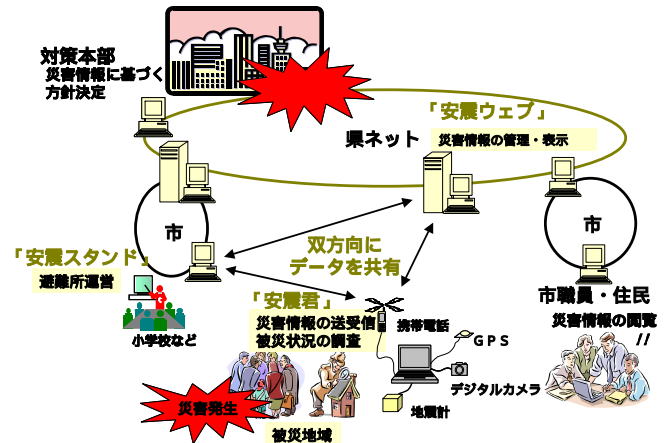 対策本部
災害情報に基づく
方針決定
「安震ウェブ」
県ネット
災害情報の管理・表示
市
市
「安震スタンド」
避難所運営
双方向に
データを共有
市職員・住民
災害情報の閲覧
小学校など
「安震君」
災害情報の送受信
被災状況の調査
携帯電話
GPS
デジタルカメラ
地震計
災害発生
被災地域